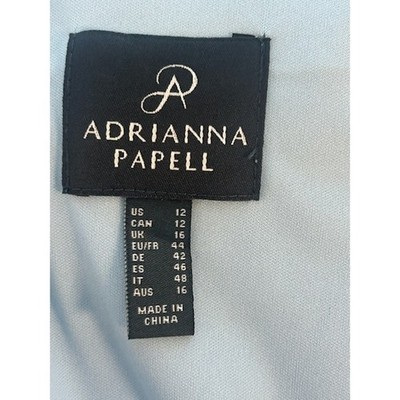 ADRIANNA
PAPELL
US 12
CAN 12
UK 16
EU/FR 44
DE 42
ES 46
IT 48
AUS 16
MADE IN
CHINA